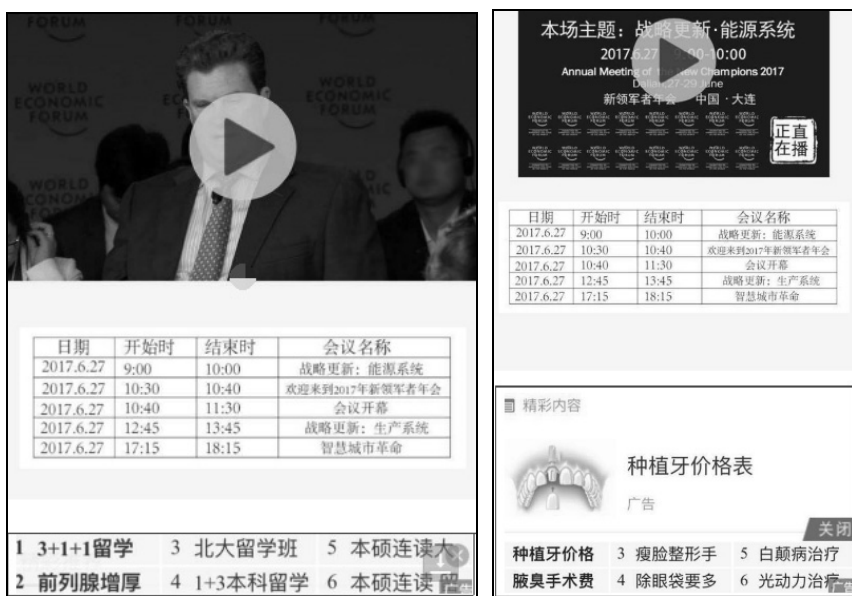 FORUM
FORUM
FORUM
WORLD
ECONOMIC
FORUM
WORLD
ECONOMIC
FORUM
WORLD
日期 开始时 结束时 会议名称
2017.6.27 9:00 10:00 战略更新：能源系统
2017.6.27 10:30 10:40 欢迎来到2017年新领军者年会
2017.6.27 10:40 11:30 会议开幕
2017.6.27 12:45 13:45 战略更新：生产系统
2017.6.27 17:15 18:15 智慧城市革命
1 3+1+1留学 3 北大留学班 5 本硕连读大
2 前列腺增厚 4 1+3本科留学 6 本硕连读
广告
本场主题：战略更新·能源系统
2017.6.27 9:00-10:00
Annual Meeting of the New Champions 2017
Dalian,27-29 June
新领军者年会 中国·大连
正在直播
日期 开始时 结束时 会议名称
2017.6.27 9:00 10:00 战略更新：能源系统
2017.6.27 10:30 10:40 欢迎来到2017年新领军者年会
2017.6.27 10:40 11:30 会议开幕
2017.6.27 12:45 13:45 战略更新：生产系统
2017.6.27 17:15 18:15 智慧城市革命
精彩内容
种植牙价格表
广告
关闭
种植牙价格 3 瘦脸整形手 5 白颠病治疗
腋臭手术费 4 除眼袋要多 6 光动力治疗
广告